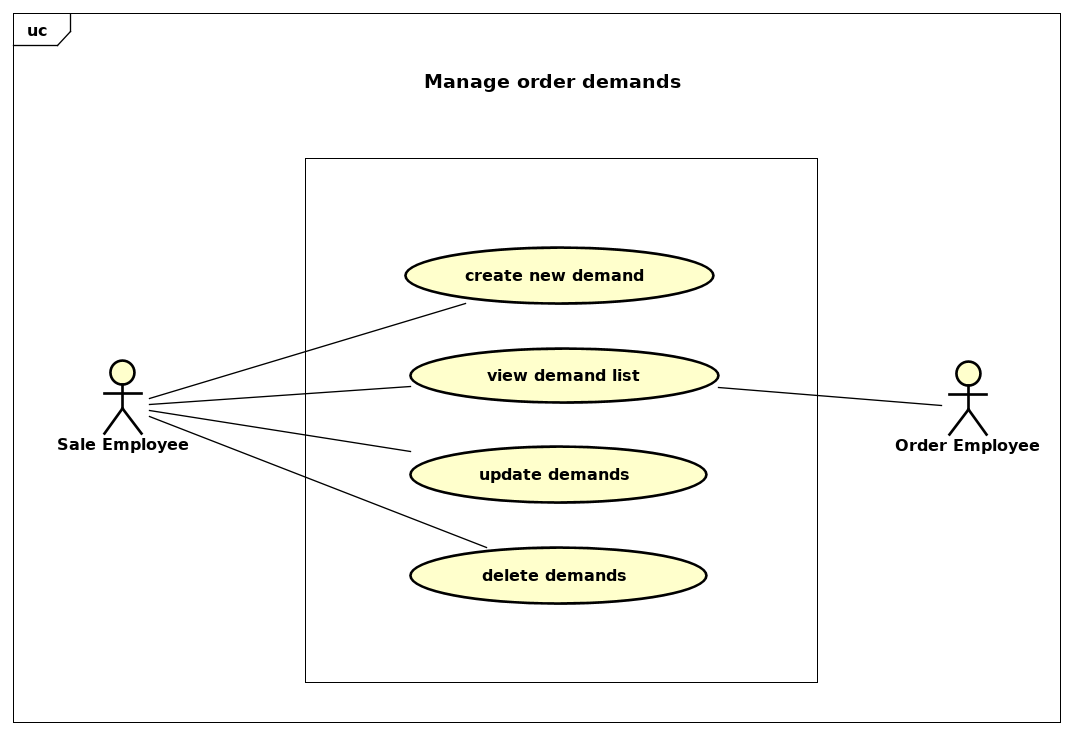 uc
Manage order demands
create new demand
view demand list
Sale Employee
Order Employee
update demands
delete demands